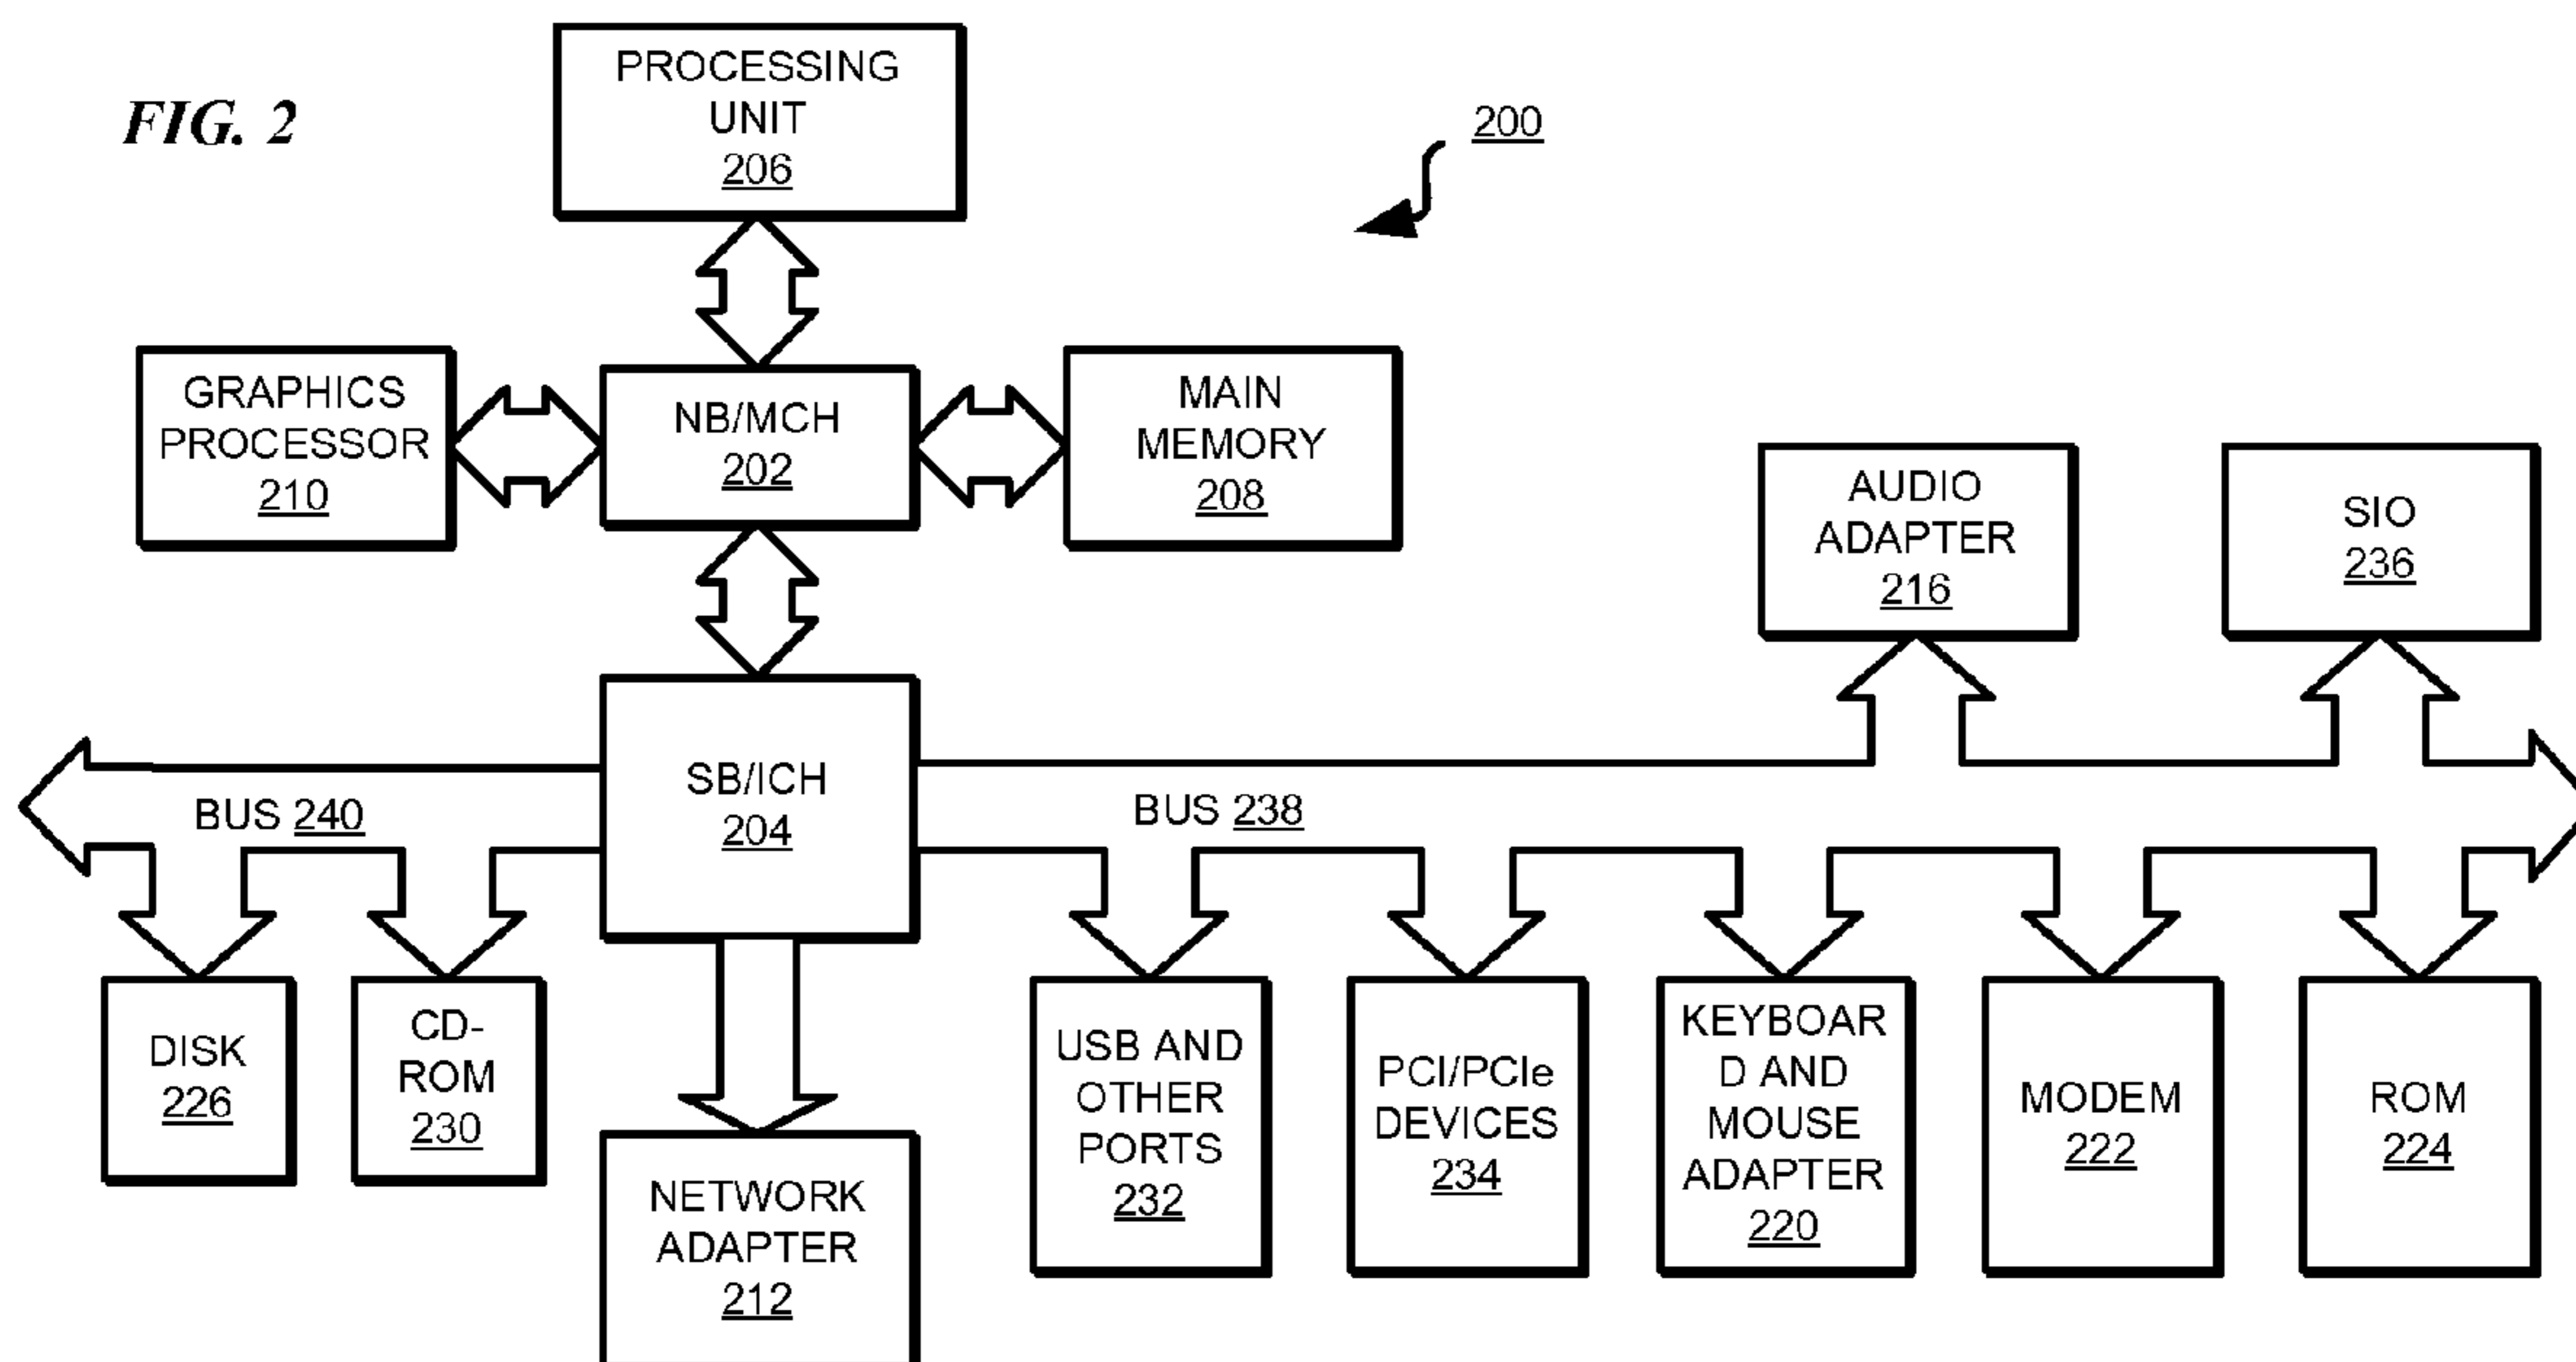 FIG. 2
PROCESSING
UNIT
206
200
GRAPHICS
PROCESSOR
210
NB/MCH
202
MAIN
MEMORY
208
AUDIO
ADAPTER
216
SIO
236
SB/ICH
204
BUS 240
BUS 238
DISK
226
CD-
ROM
230
NETWORK
ADAPTER
212
USB AND
OTHER
PORTS
232
PCI/PCIe
DEVICES
234
KEYBOAR
D AND
MOUSE
ADAPTER
220
MODEM
222
ROM
224